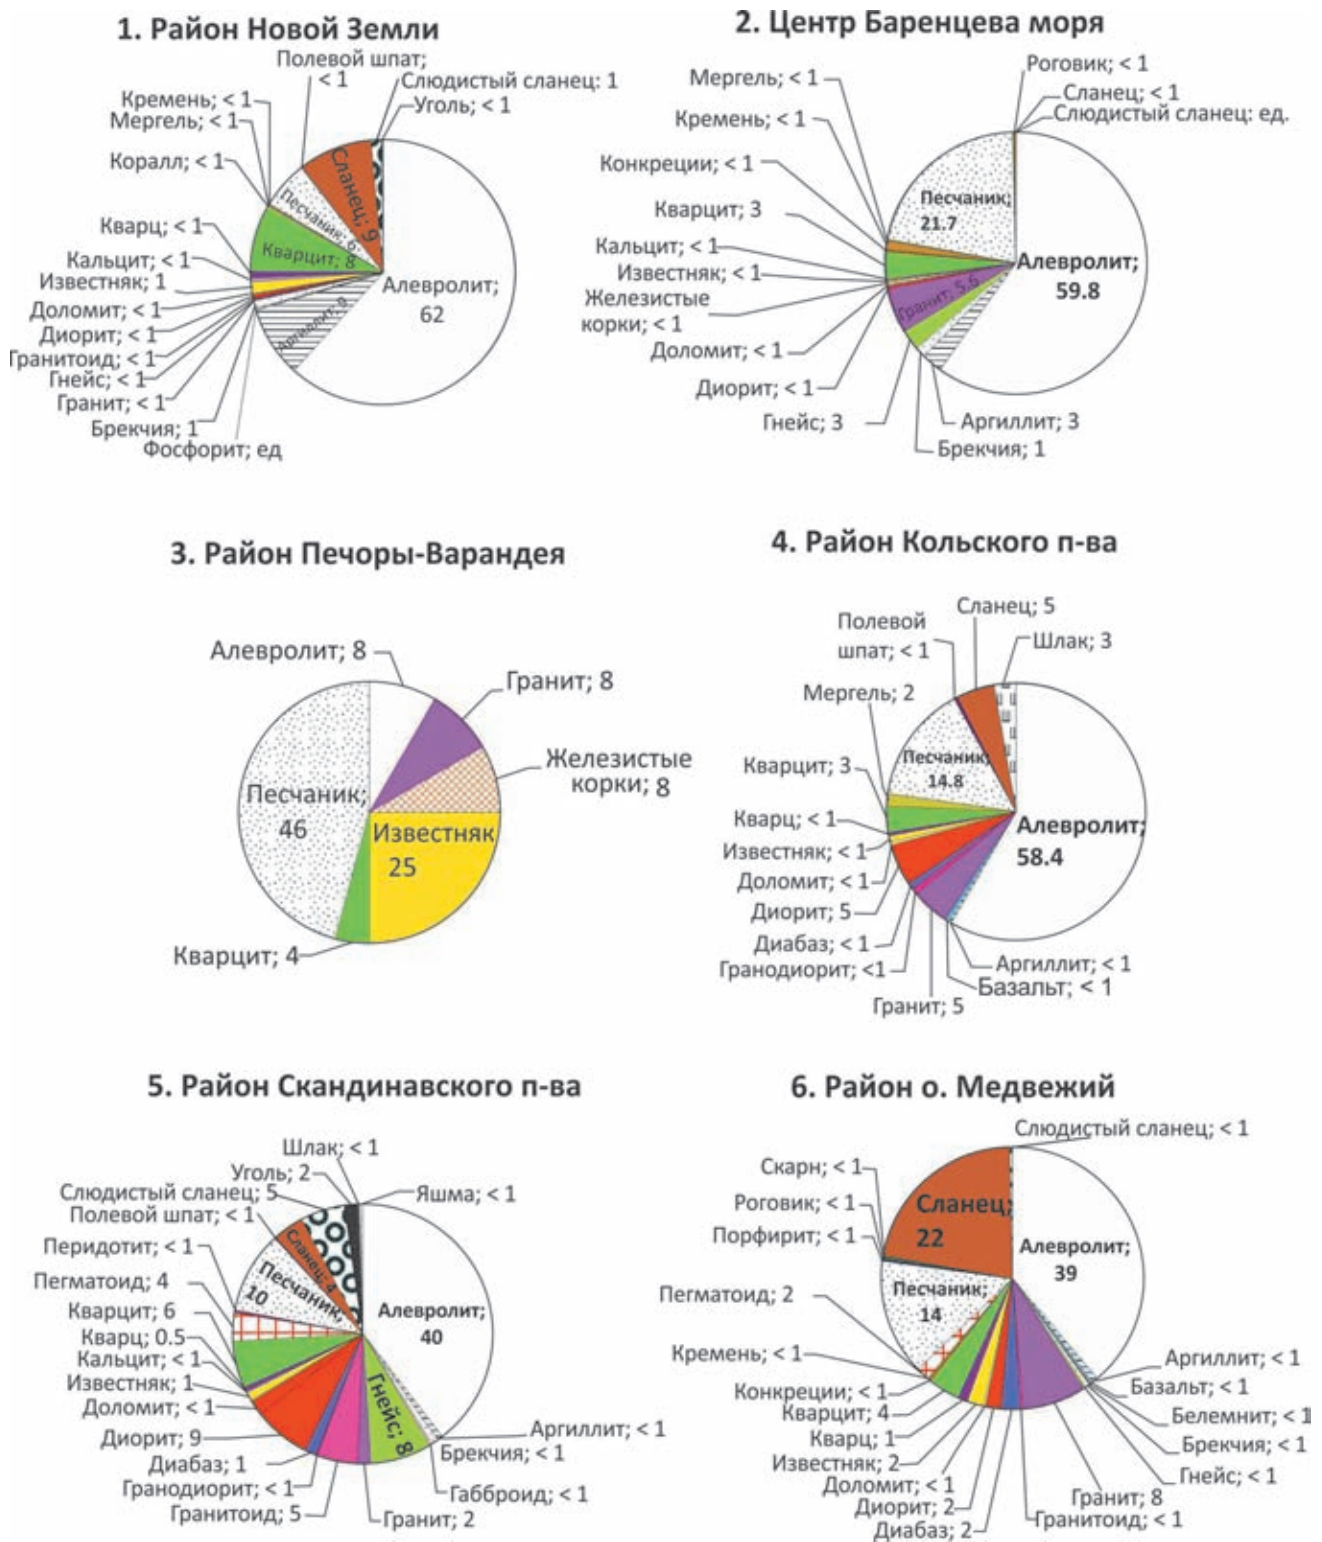 1. Район Новой Земли
Полевой шпат;
< 1
Слюдистый сланец: 1
Уголь; < 1
Кремень; < 1
Мергель; < 1
Коралл; < 1
Кварц; < 1
Кальцит; < 1
Известняк; 1
Доломит; < 1
Диорит; < 1
Гранитоид; < 1
Гнейс; < 1
Гранит; < 1
Брекчия; 1
Фосфорит; ед
Сланец; 9
Песчаник; 6
Кварцит; 8
Аргиллит; 9
Алевролит;
62
2. Центр Баренцева моря
Роговик; < 1
Сланец; < 1
Слюдистый сланец: ед.
Мергель; < 1
Кремень; < 1
Конкреции; < 1
Кварцит; 3
Кальцит; < 1
Известняк; < 1
Железистые
корки; < 1
Доломит; < 1
Диорит; < 1
Гнейс; 3
Аргиллит; 3
Брекчия; 1
Песчаник;
21.7
Гранит; 5.6
Алевролит;
59.8
3. Район Печоры-Варандея
Алевролит; 8
Гранит; 8
Железистые
корки; 8
Известняк
25
Кварцит; 4
Песчаник;
46
4. Район Кольского п-ва
Сланец; 5
Полевой
шпат; < 1
Шлак; 3
Мергель; 2
Песчаник;
14.8
Кварцит; 3
Кварц; < 1
Известняк; < 1
Доломит; < 1
Диорит; 5
Диабаз; < 1
Гранодиорит; <1
Гранит; 5
Аргиллит; < 1
Базальт; < 1
Алевролит;
58.4
5. Район Скандинавского п-ва
Шлак; < 1
Уголь; 2
Слюдистый сланец; 5
Яшма; < 1
Полевой шпат; < 1
Перидотит; < 1
Пегматоид; 4
Кварцит; 6
Кварц; 0.5
Кальцит; < 1
Известняк; 1
Доломит; < 1
Диорит; 9
Диабаз; 1
Гранодиорит; < 1
Гранитоид; 5
Гранит; 2
Габброид; < 1
Брекчия; < 1
Аргиллит; < 1
Сланец; 4
Песчаник;
10
Гнейс; 8
Алевролит;
40
6. Район о. Медвежий
Слюдистый сланец; < 1
Скарн; < 1
Роговик; < 1
Порфирит; < 1
Сланец;
22
Песчаник;
14
Алевролит;
39
Пегматоид; 2
Кремень; < 1
Конкреции; < 1
Кварцит; 4
Кварц; 1
Известняк; 2
Доломит; < 1
Диорит; 2
Диабаз; 2
Аргиллит; < 1
Базальт; < 1
Белемнит; < 1
Брекчия; < 1
Гнейс; < 1
Гранит; 8
Гранитоид; < 1